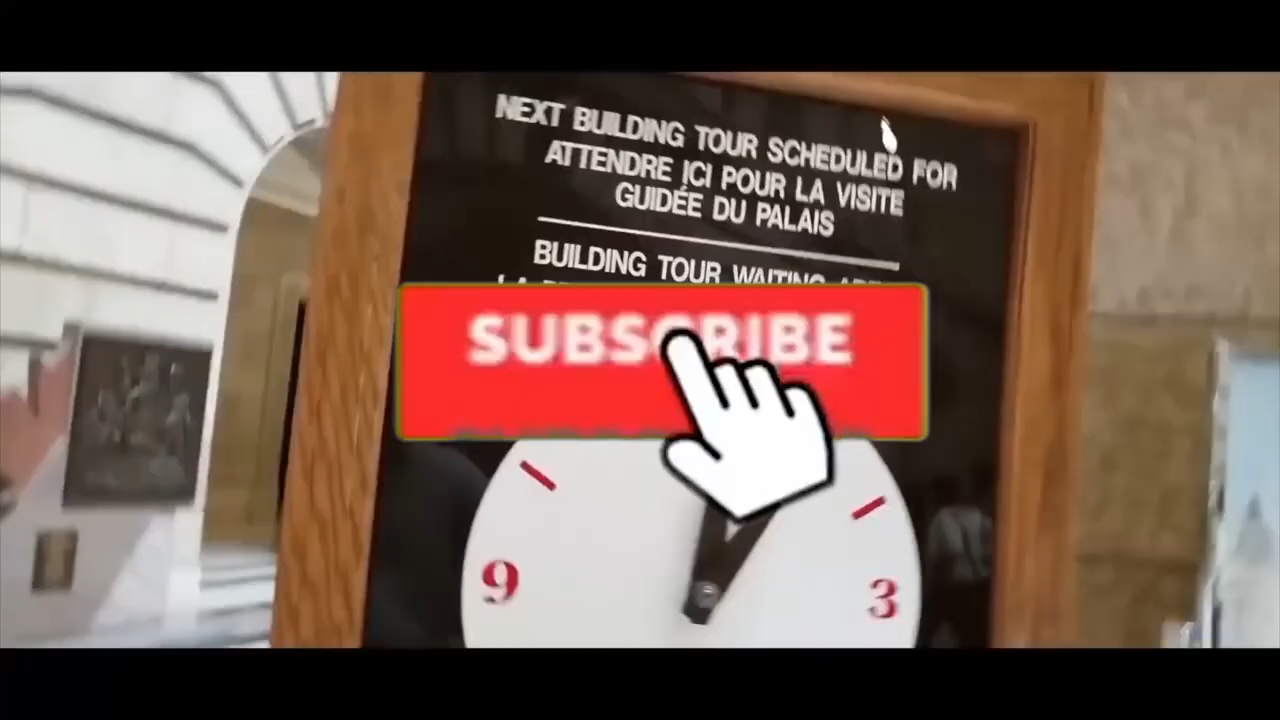 NEXT BUILDING TOUR SCHEDULED FOR
ATTENDRE ICI POUR LA VISITE
GUIDÉE DU PALAIS
BUILDING TOUR WAITING
LA
SUBSCRIBE
9
3